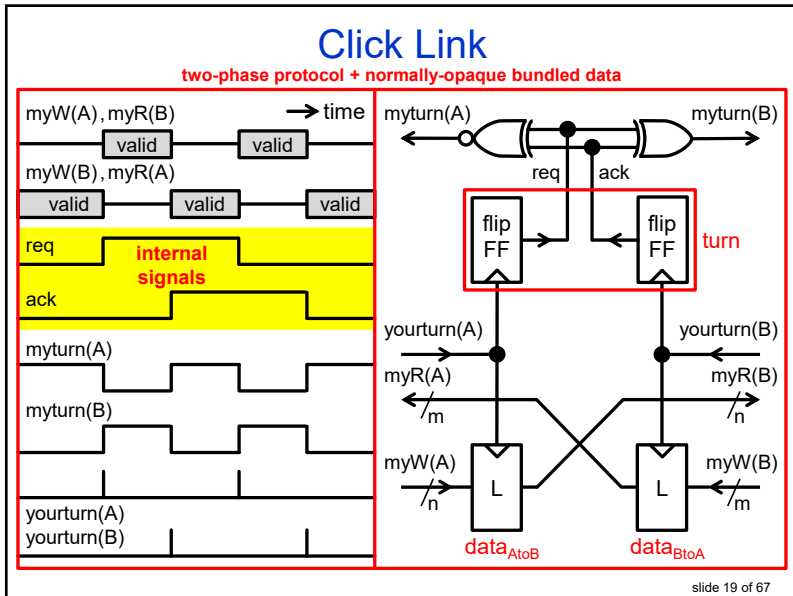 Click Link
two-phase protocol + normally-opaque bundled data
myW(A) , myR(B)
time
valid
valid
myW(B), myR(A)
valid
valid
valid
req
internal
signals
ack
myturn(A)
myturn(B)
yourturn(A)
yourturn(B)
myturn(A)
myturn(B)
req
ack
flip
FF
flip
FF
turn
yourturn(A)
yourturn(B)
myR(A)
myR(B)
m
n
myW(A)
myW(B)
n
m
L
L
dataAtoB
dataBtoA
slide 19 of 67